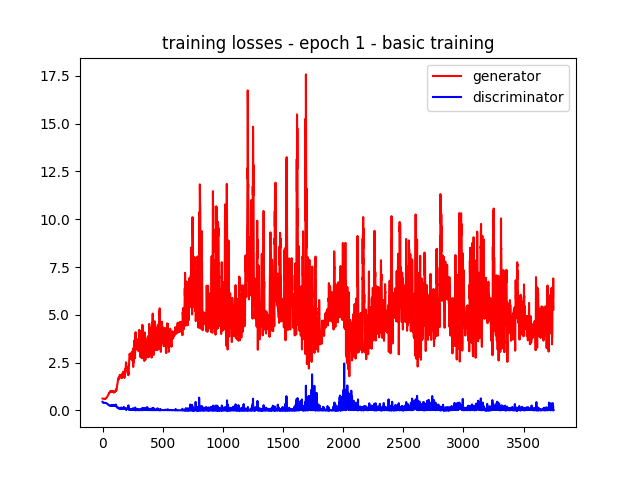 training losses - epoch 1 - basic training
generator
discriminator
17.5
15.0
12.5
10.0
7.5
5.0
2.5
0.0
0 500 1000 1500 2000 2500 3000 3500